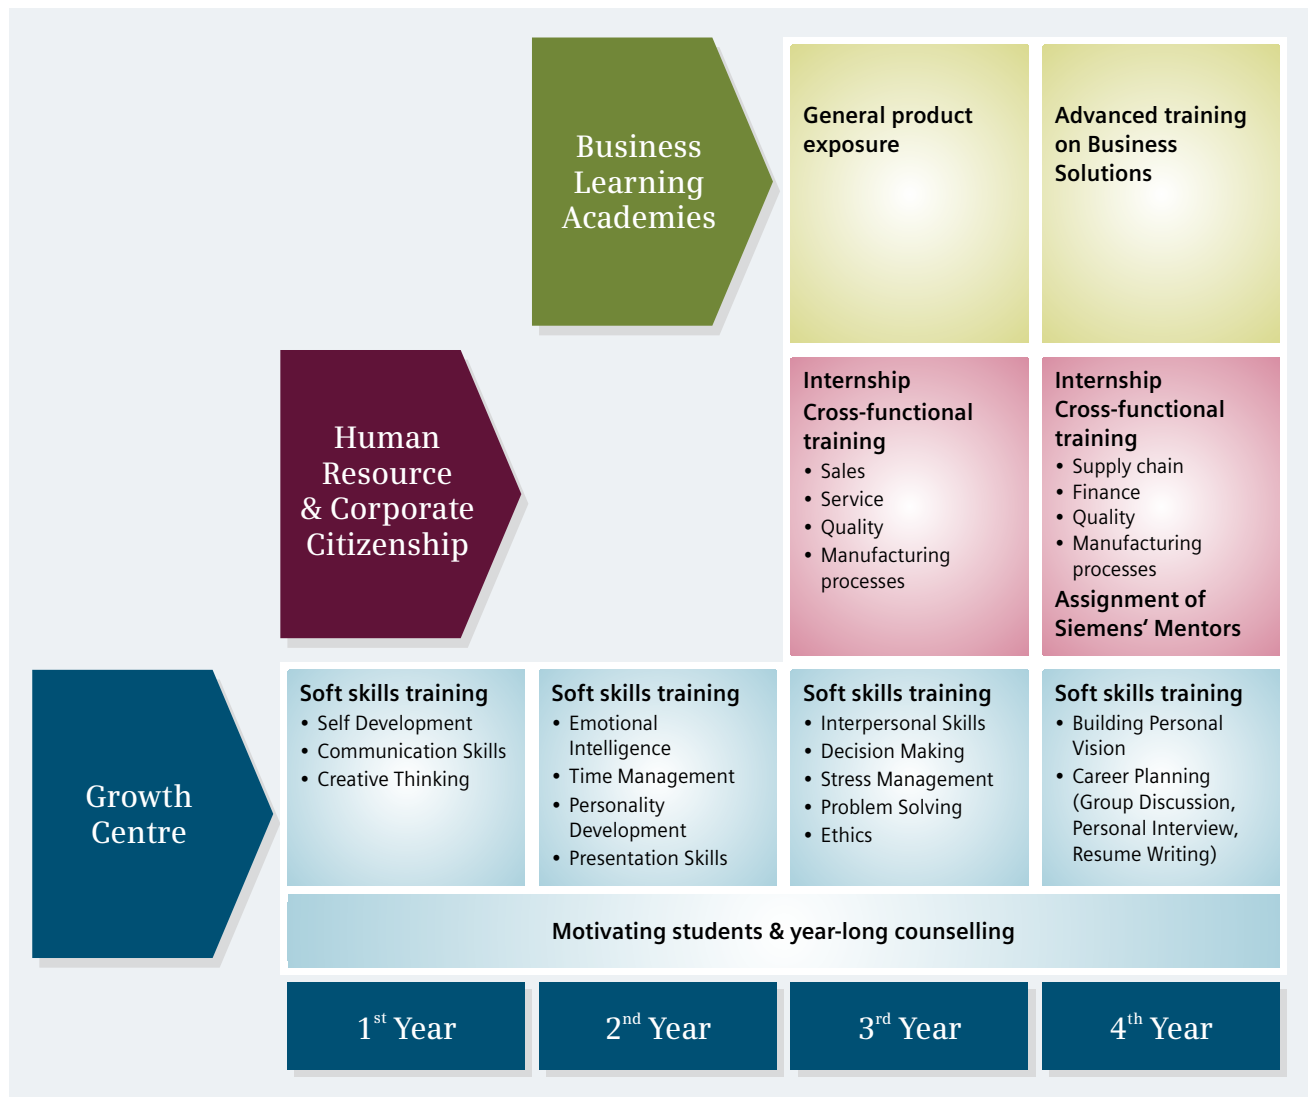 Business
Learning
Academies
General product
exposure
Advanced training
on Business
Solutions
Human
Resource
& Corporate
Citizenship
Internship
Cross-functional
training
• Sales
• Service
• Quality
• Manufacturing
processes
Internship
Cross-functional
training
• Supply chain
• Finance
• Quality
• Manufacturing
processes
Assignment of
Siemens‘ Mentors
Growth
Centre
Soft skills training
• Self Development
• Communication Skills
• Creative Thinking
Soft skills training
• Emotional
Intelligence
• Time Management
• Personality
Development
• Presentation Skills
Soft skills training
• Interpersonal Skills
• Decision Making
• Stress Management
• Problem Solving
• Ethics
Soft skills training
• Building Personal
Vision
• Career Planning
(Group Discussion,
Personal Interview,
Resume Writing)
Motivating students & year-long counselling
1st Year
2nd Year
3rd Year
4th Year